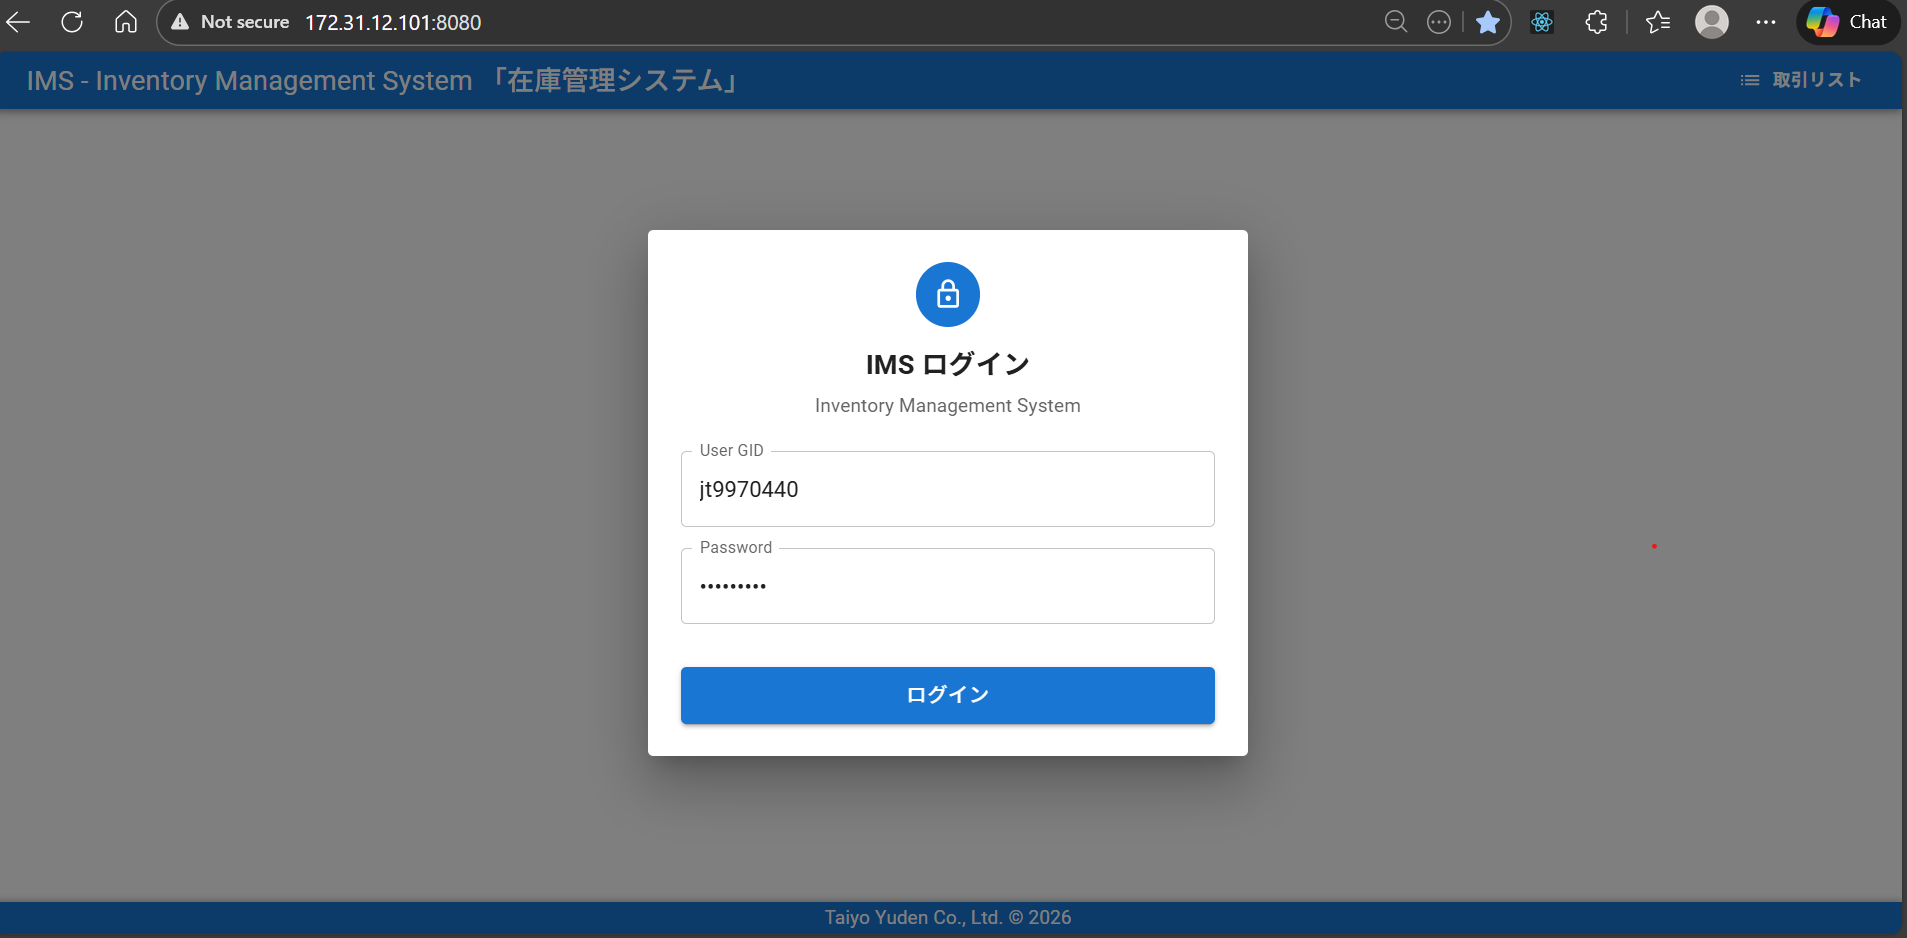 Not secure 172.31.12.101:8080
Chat
IMS - Inventory Management System 「在庫管理システム」
取引リスト
IMS ログイン
Inventory Management System
User GID
jt9970440
Password
•••••••••
ログイン
Taiyo Yuden Co., Ltd. © 2026